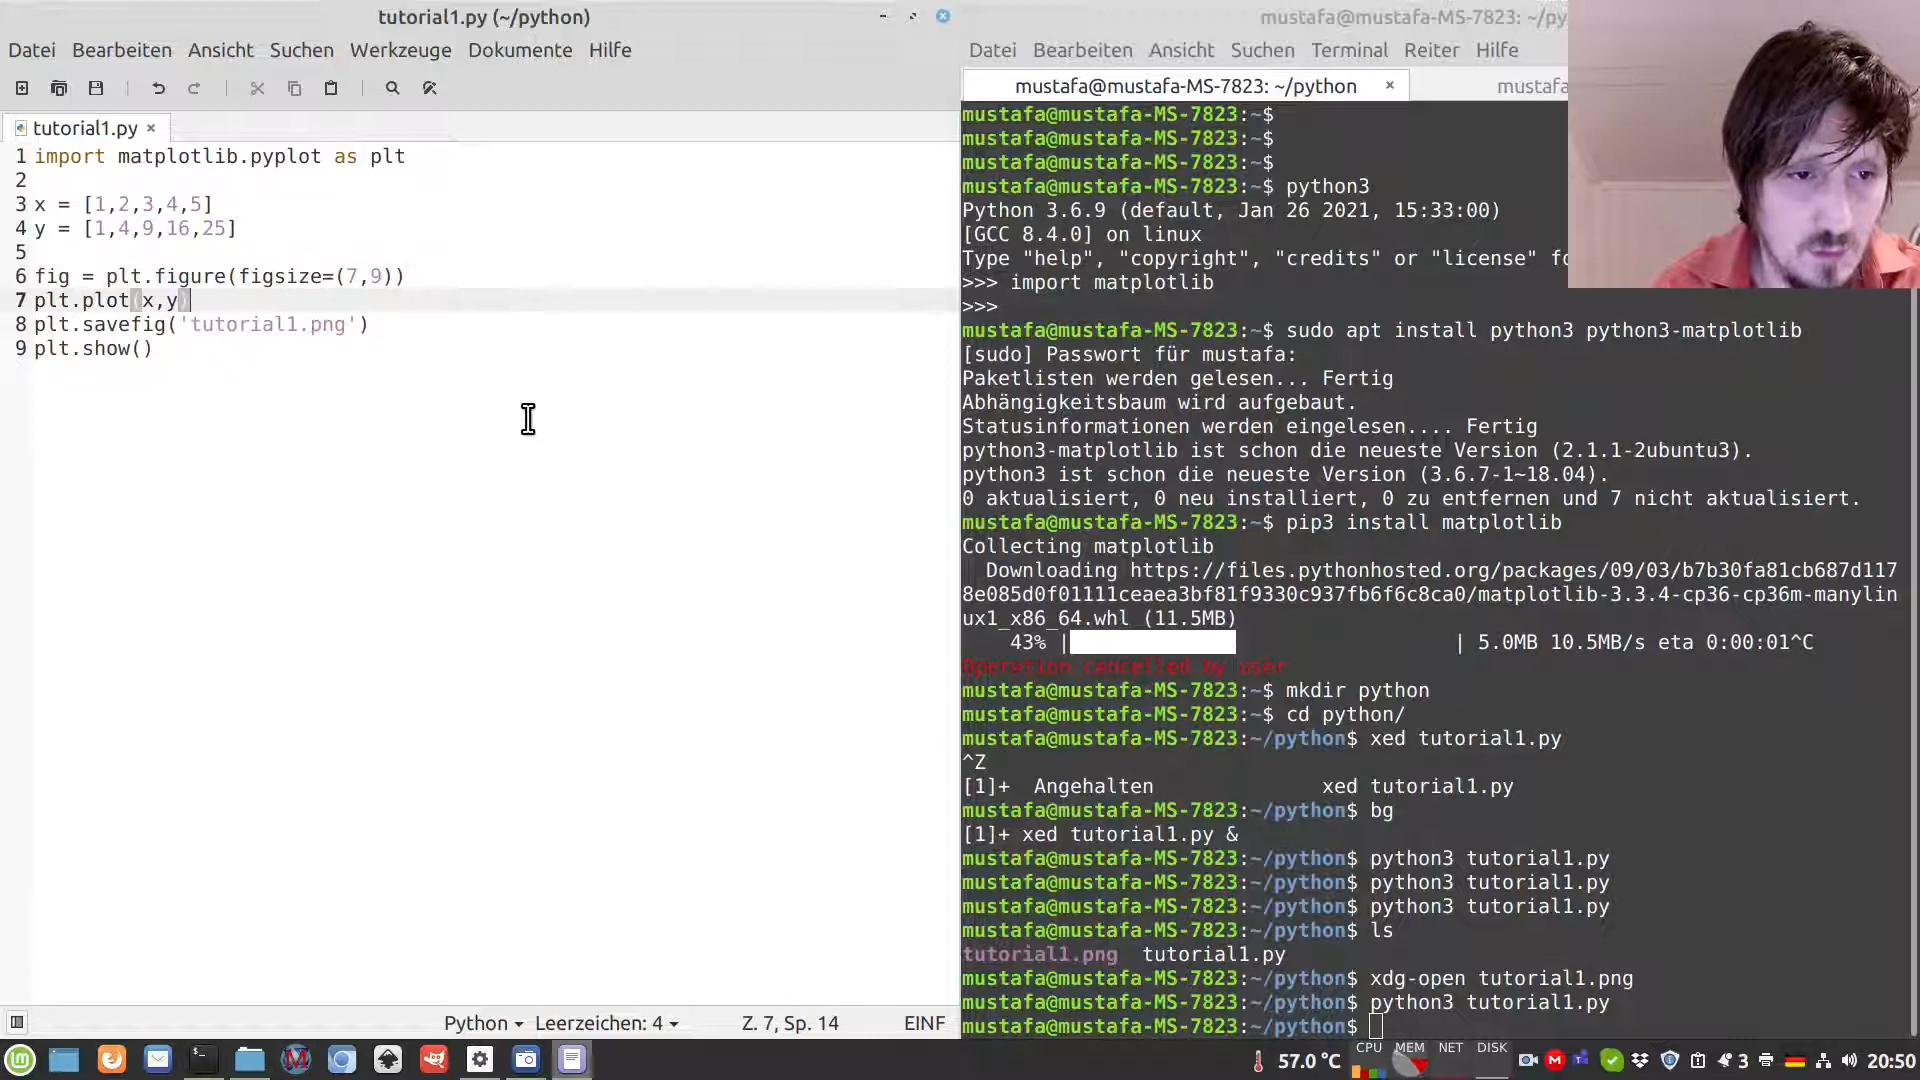 tutorial1.py (~/python)
Datei Bearbeiten Ansicht Suchen Werkzeuge Dokumente Hilfe
tutorial1.py ×
1 import matplotlib.pyplot as plt
2
3 x = [1,2,3,4,5]
4 y = [1,4,9,16,25]
5
6 fig = plt.figure(figsize=(7,9))
7 plt.plot(x,y)
8 plt.savefig('tutorial1.png')
9 plt.show()
Python Leerzeichen: 4 Z. 7, Sp. 14 EINF
mustafa@mustafa-MS-7823: ~/py
Datei Bearbeiten Ansicht Suchen Terminal Reiter Hilfe
mustafa@mustafa-MS-7823: ~/python × mustafa
mustafa@mustafa-MS-7823:~$
mustafa@mustafa-MS-7823:~$
mustafa@mustafa-MS-7823:~$
mustafa@mustafa-MS-7823:~$ python3
Python 3.6.9 (default, Jan 26 2021, 15:33:00)
[GCC 8.4.0] on linux
Type "help", "copyright", "credits" or "license" fo
>>> import matplotlib
>>>
mustafa@mustafa-MS-7823:~$ sudo apt install python3 python3-matplotlib
[sudo] Passwort für mustafa:
Paketlisten werden gelesen... Fertig
Abhängigkeitsbaum wird aufgebaut.
Statusinformationen werden eingelesen.... Fertig
python3-matplotlib ist schon die neueste Version (2.1.1-2ubuntu3).
python3 ist schon die neueste Version (3.6.7-1~18.04).
0 aktualisiert, 0 neu installiert, 0 zu entfernen und 7 nicht aktualisiert.
mustafa@mustafa-MS-7823:~$ pip3 install matplotlib
Collecting matplotlib
Downloading https://files.pythonhosted.org/packages/09/03/b7b30fa81cb687d117
8e085d0f01111ceaea3bf81f9330c937fb6f6c8ca0/matplotlib-3.3.4-cp36-cp36m-manylin
ux1_x86_64.whl (11.5MB)
43% | | 5.0MB 10.5MB/s eta 0:00:01^C
Operation cancelled by user
mustafa@mustafa-MS-7823:~$ mkdir python
mustafa@mustafa-MS-7823:~$ cd python/
mustafa@mustafa-MS-7823:~/python$ xed tutorial1.py
^Z
[1]+ Angehalten xed tutorial1.py
mustafa@mustafa-MS-7823:~/python$ bg
[1]+ xed tutorial1.py &
mustafa@mustafa-MS-7823:~/python$ python3 tutorial1.py
mustafa@mustafa-MS-7823:~/python$ python3 tutorial1.py
mustafa@mustafa-MS-7823:~/python$ python3 tutorial1.py
mustafa@mustafa-MS-7823:~/python$ ls
tutorial1.png tutorial1.py
mustafa@mustafa-MS-7823:~/python$ xdg-open tutorial1.png
mustafa@mustafa-MS-7823:~/python$ python3 tutorial1.py
mustafa@mustafa-MS-7823:~/python$
57.0 °C CPU MEM NET DISK 3 20:50